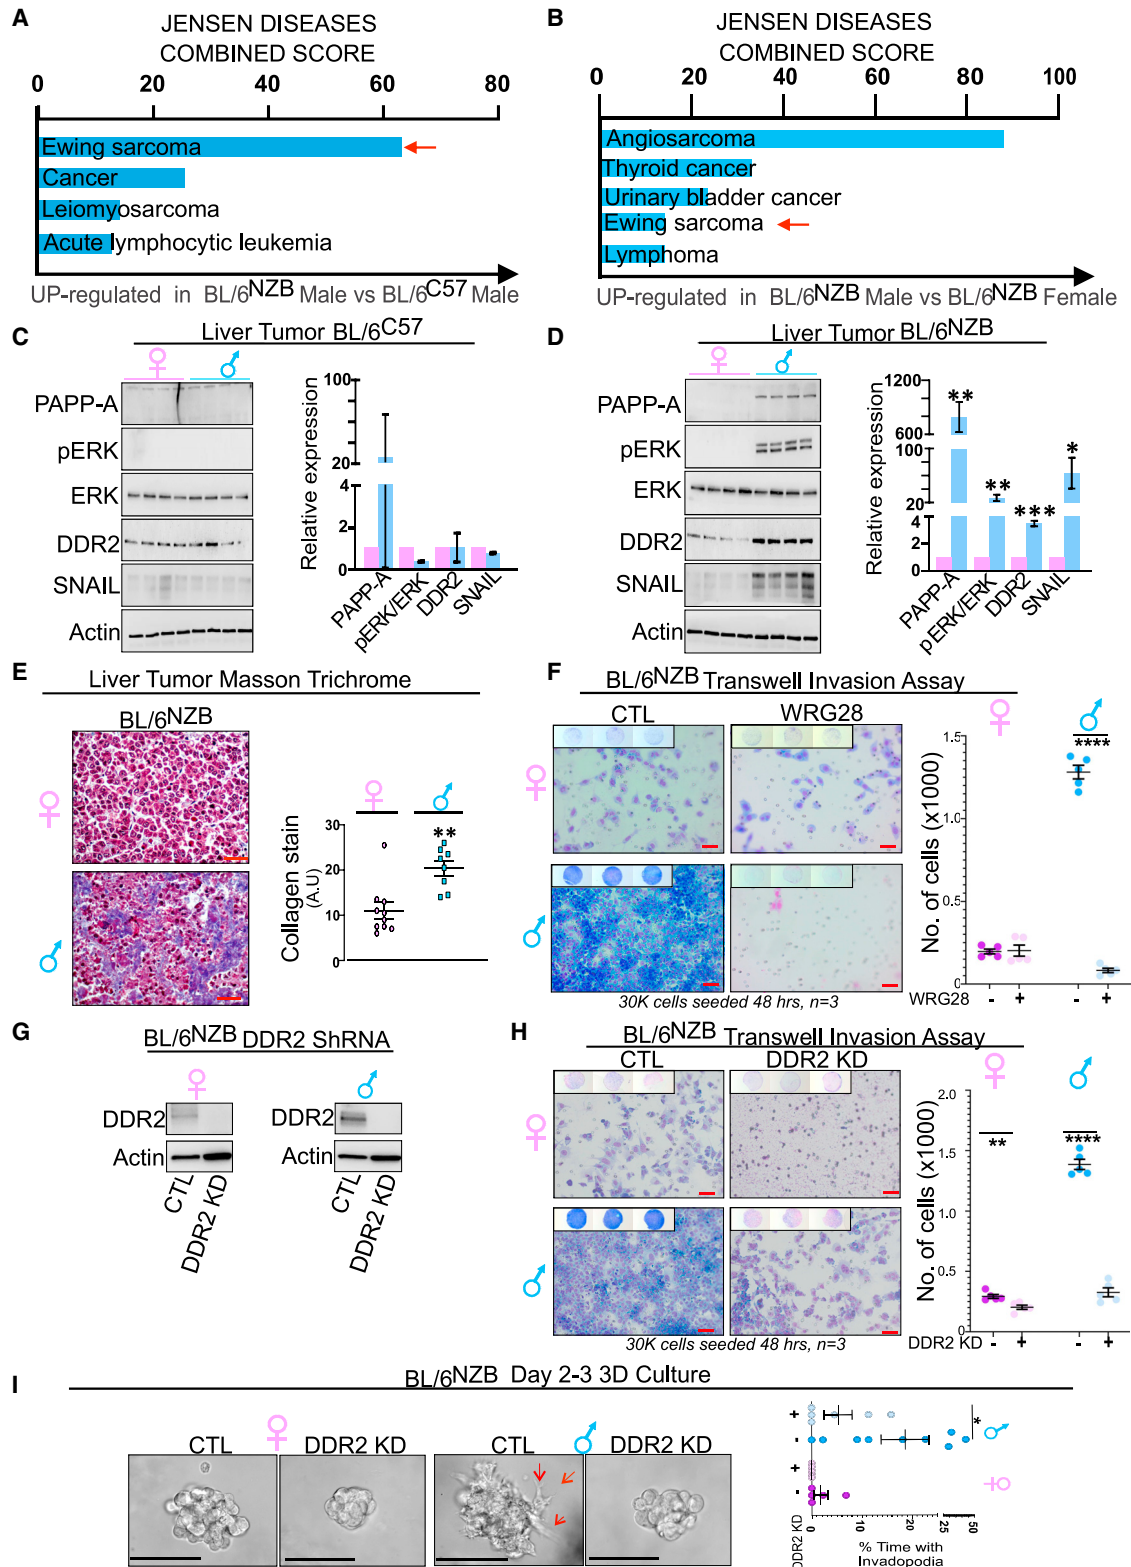 A
JENSEN DISEASES
COMBINED SCORE
0 20 40 60 80
Ewing sarcoma
Cancer
Leiomyosarcoma
Acute lymphocytic leukemia
UP-regulated in BL/6NZB Male vs BL/6C57 Male
B
JENSEN DISEASES
COMBINED SCORE
0 20 40 60 80 100
Angiosarcoma
Thyroid cancer
Urinary bladder cancer
Ewing sarcoma
Lymphoma
UP-regulated in BL/6NZB Male vs BL/6NZB Female
C
Liver Tumor BL/6C57
♀ ♂
PAPP-A
pERK
ERK
DDR2
SNAIL
Actin
Relative expression
100
20
4
2
0
PAPP-A
pERK/ERK
DDR2
SNAIL
D
Liver Tumor BL/6NZB
♀ ♂
PAPP-A
pERK
ERK
DDR2
SNAIL
Actin
Relative expression
1200
600
100
20
4
2
0
** ** *** *
PAPP-A
pERK/ERK
DDR2
SNAIL
E
Liver Tumor Masson Trichrome
BL/6NZB
♀
♂
Collagen stain
(A.U)
30
20
10
0
♀ ♂
**
F
BL/6NZB Transwell Invasion Assay
CTL WRG28
♀
♂
30K cells seeded 48 hrs, n=3
No. of cells (x1000)
1.5
1.0
0.5
0
♀ ♂
****
WRG28 - + - +
G
BL/6NZB DDR2 ShRNA
♀ ♂
DDR2
Actin
CTL
DDR2 KD
DDR2
Actin
CTL
DDR2 KD
H
BL/6NZB Transwell Invasion Assay
CTL DDR2 KD
♀
♂
30K cells seeded 48 hrs, n=3
No. of cells (x1000)
2.0
1.5
1.0
0.5
0
♀ ♂
** ****
DDR2 KD - + - +
I
BL/6NZB Day 2-3 3D Culture
♀ ♂
CTL DDR2 KD CTL DDR2 KD
+
-
+
-
*
♂
♀
DDR2 KD
0 10 20 25 50
% Time with
Invadopodia